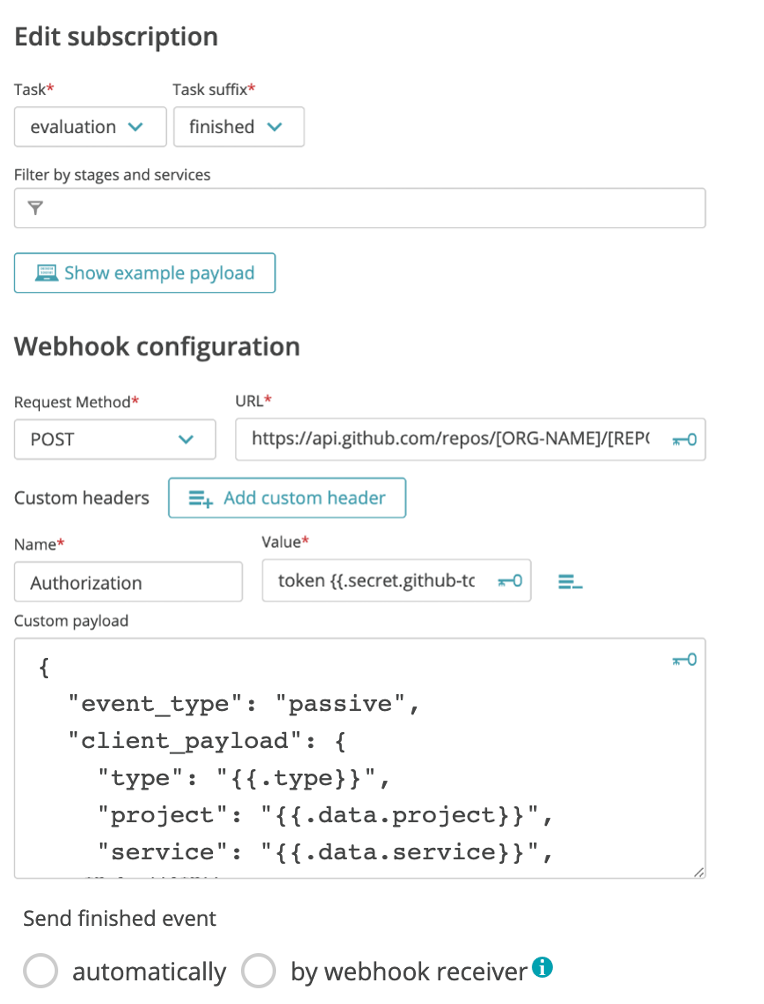 Edit subscription
Task* Task suffix*
evaluation finished
Filter by stages and services
Show example payload
Webhook configuration
Request Method* URL*
POST https://api.github.com/repos/[ORG-NAME]/[REP
Custom headers Add custom header
Name* Value*
Authorization token {{.secret.github-to
Custom payload
{
"event_type": "passive",
"client_payload": {
"type": "{{.type}}",
"project": "{{.data.project}}",
"service": "{{.data.service}}",
Send finished event
automatically by webhook receiver